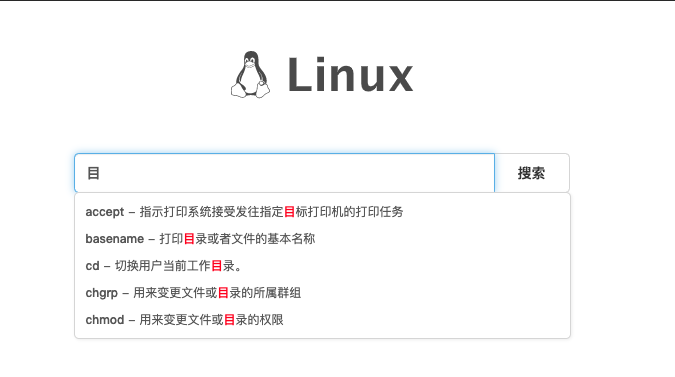 Linux
目
搜索
accept – 指示打印系统接受发往指定目标打印机的打印任务
basename – 打印目录或者文件的基本名称
cd – 切换用户当前工作目录。
chgrp – 用来变更文件或目录的所属群组
chmod – 用来变更文件或目录的权限